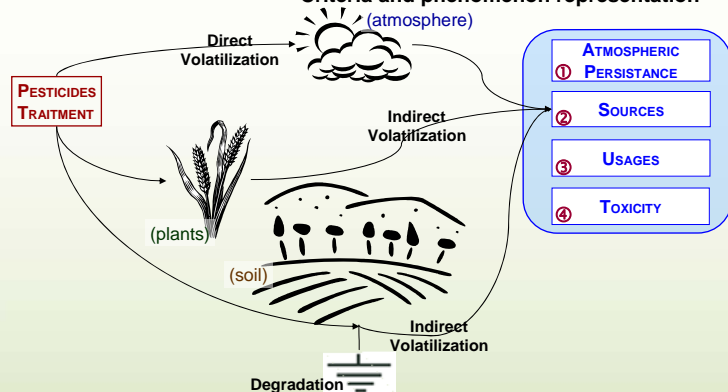 Criteria and phenomenon representation
(atmosphere)
Direct
Volatilization
PESTICIDES
TRAITMENT
Indirect
Volatilization
(plants)
(soil)
Indirect
Volatilization
Degradation
① ATMOSPHERIC
PERSISTANCE
② SOURCES
③ USAGES
④ TOXICITY